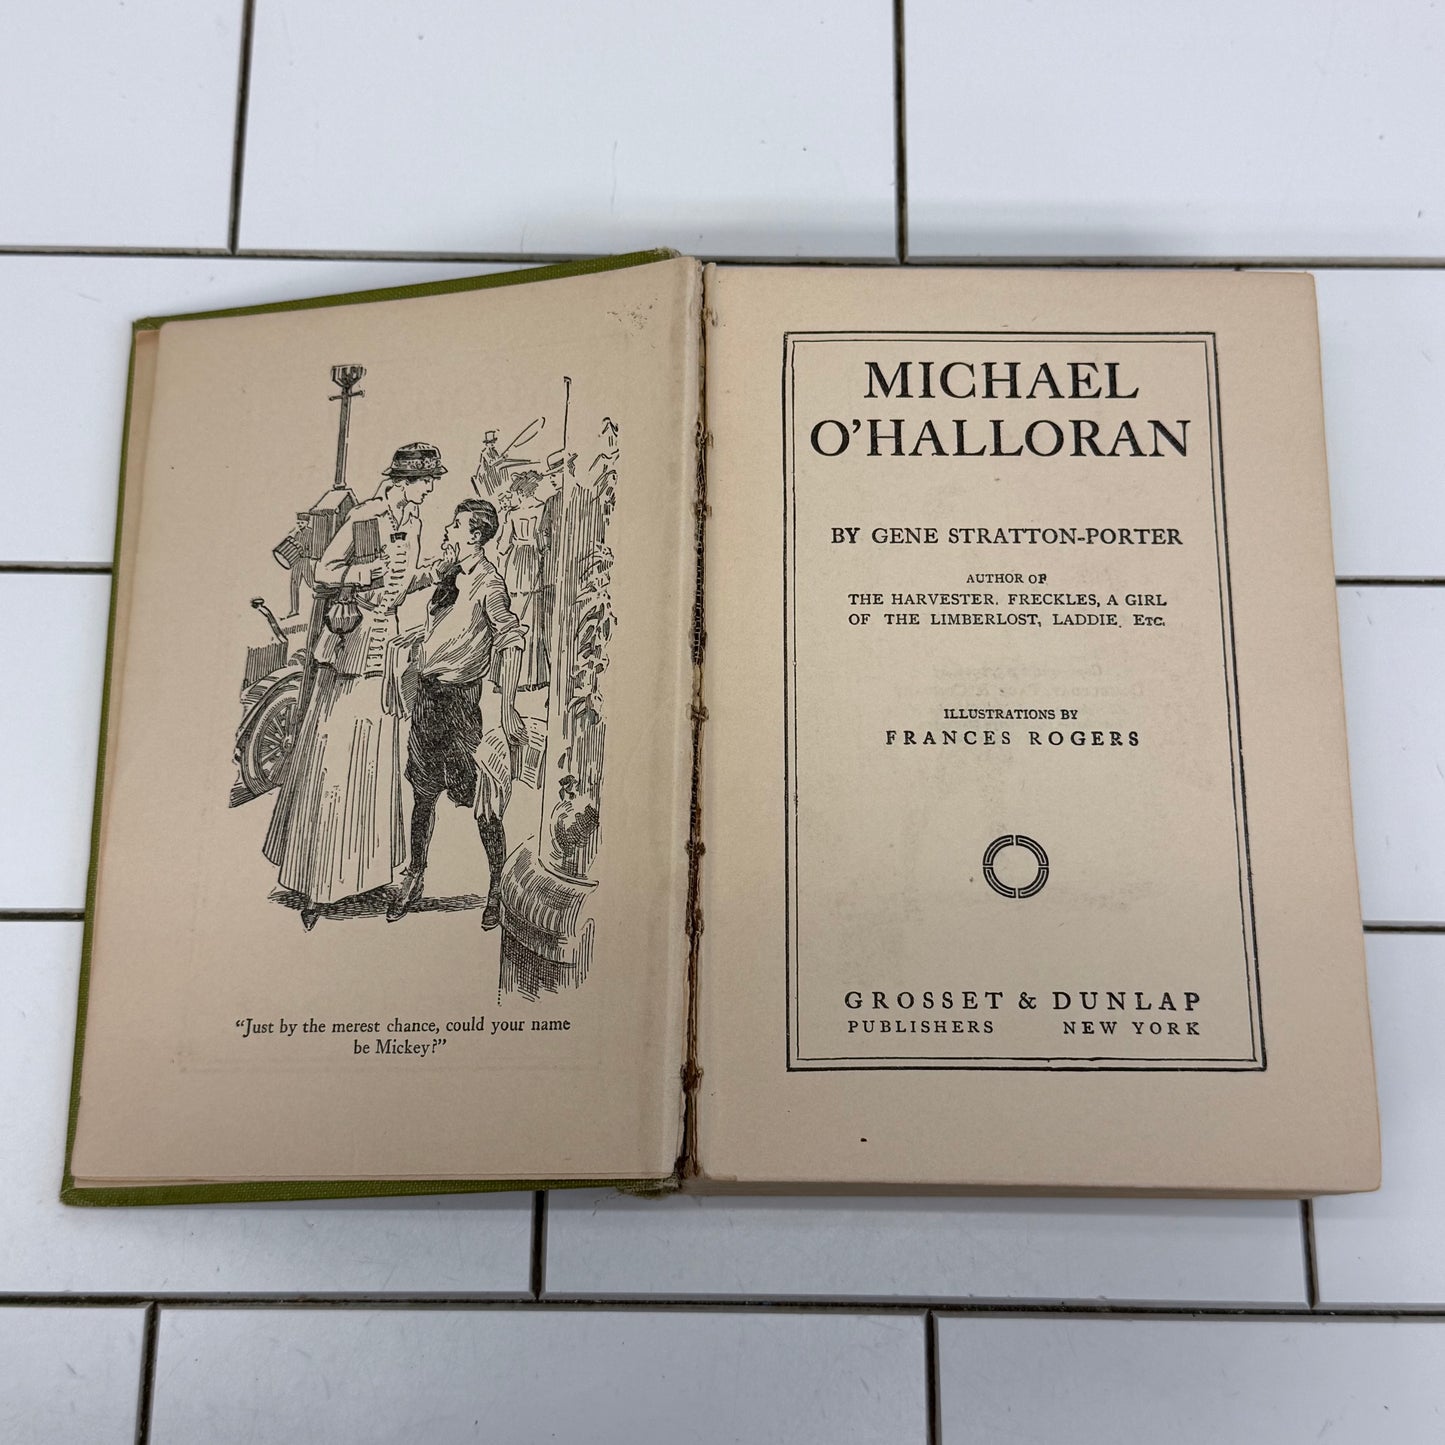 "Just by the merest chance, could your name
be Mickey?"
MICHAEL
O'HALLORAN
BY GENE STRATTON-PORTER
AUTHOR OF
THE HARVESTER. FRECKLES, A GIRL
OF THE LIMBERLOST, LADDIE, ETC.
ILLUSTRATIONS BY
FRANCES ROGERS
GROSSET & DUNLAP
PUBLISHERS NEW YORK